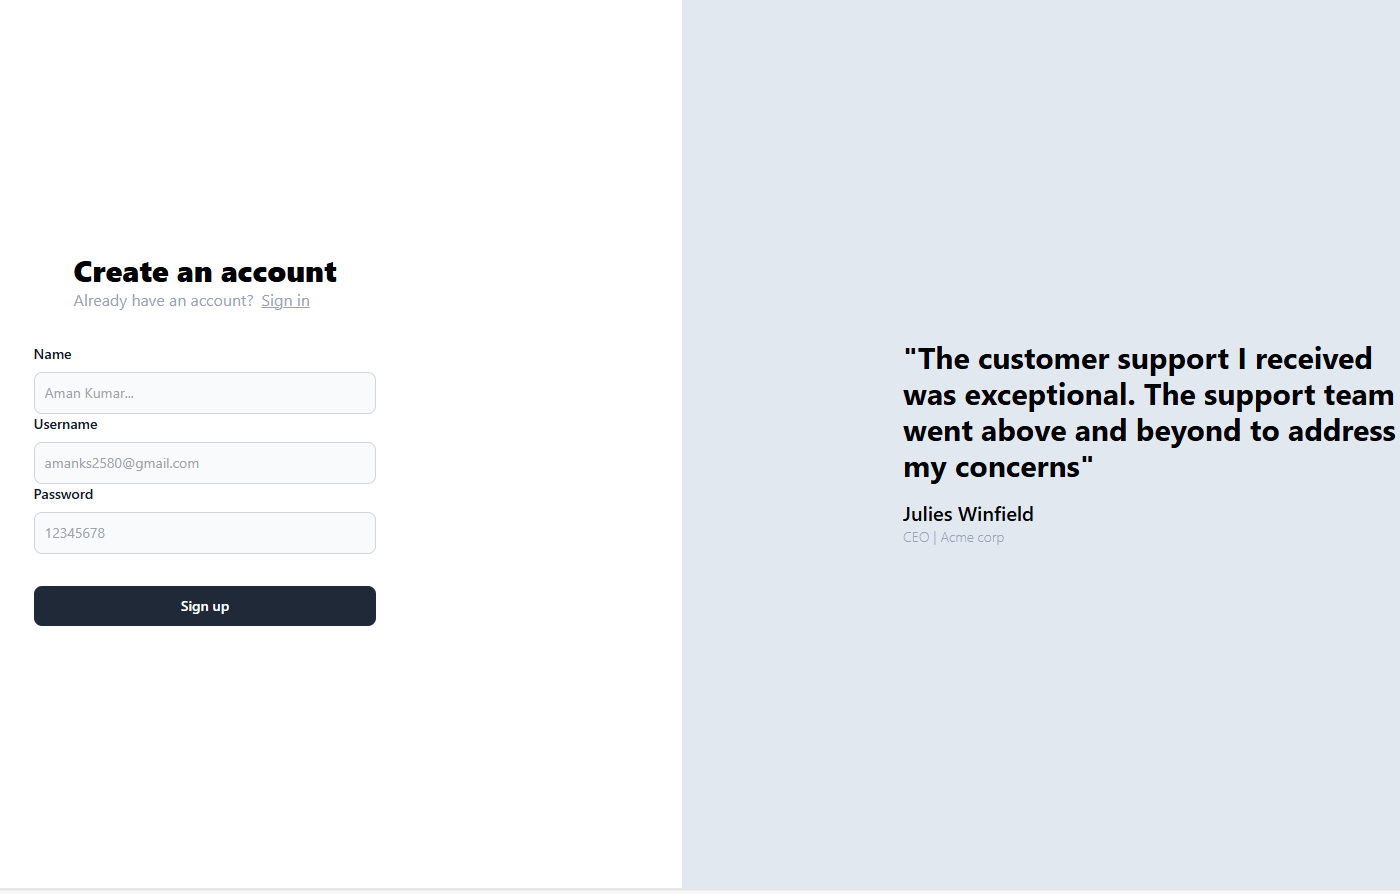 Create an account
Already have an account? Sign in
Name
Aman Kumar...
Username
amanks2580@gmail.com
Password
12345678
Sign up
"The customer support I received
was exceptional. The support team
went above and beyond to address
my concerns"
Julies Winfield
CEO | Acme corp